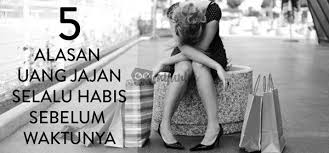 5
ALASAN
UANG JAJAN
SELALU HABIS
SEBELUM
WAKTUNYA